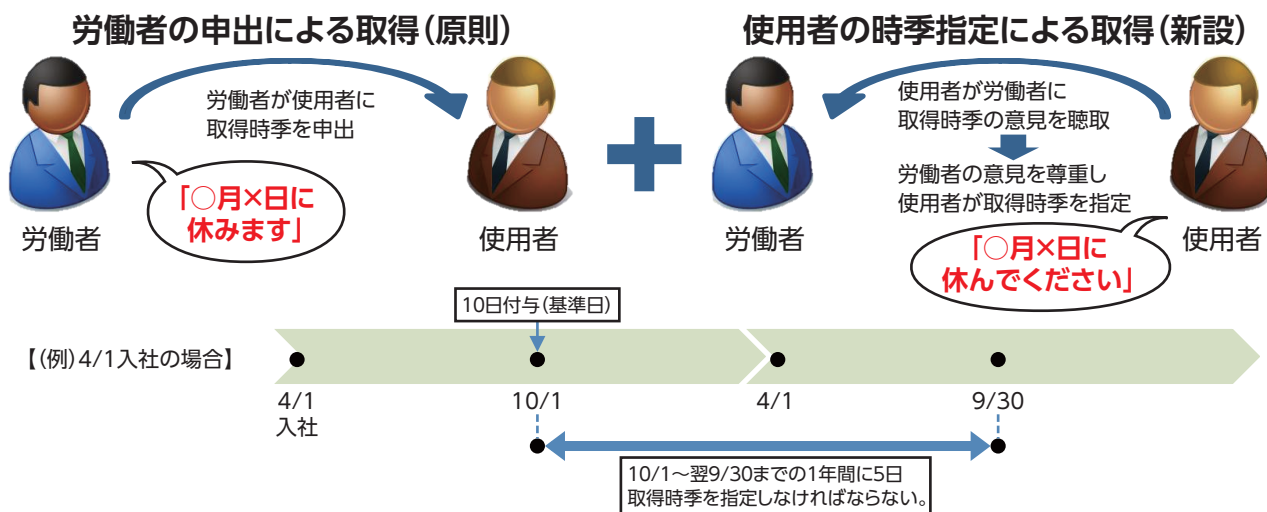 労働者の申出による取得（原則）
労働者が使用者に
取得時季を申出
「○月×日に
休みます」
労働者
使用者
使用者の時季指定による取得（新設）
使用者が労働者に
取得時季の意見を聴取
労働者の意見を尊重し
使用者が取得時季を指定
「○月×日に
休んでください」
労働者
使用者
10日付与（基準日）
【（例）4/1入社の場合】
4/1
入社
10/1
4/1
9/30
10/1～翌9/30までの1年間に5日
取得時季を指定しなければならない。